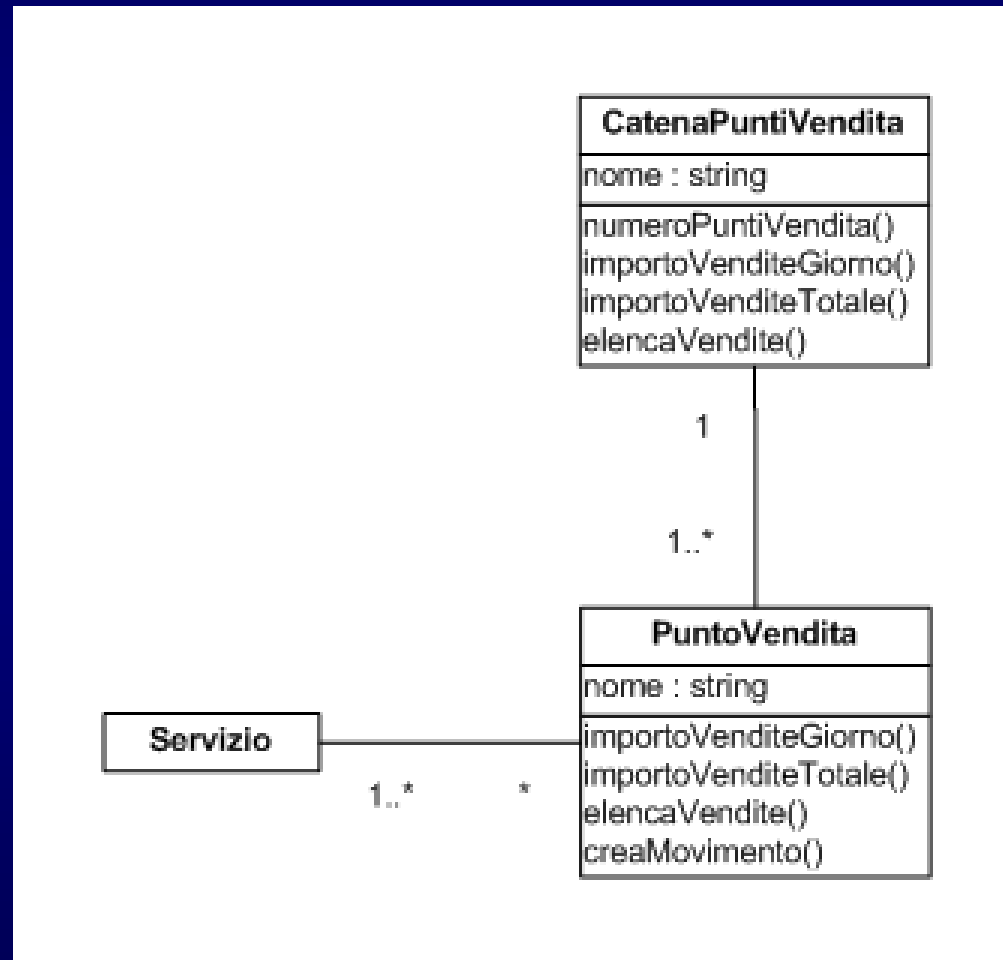 CatenaPuntiVendita
nome : string
numeroPuntiVendita()
importoVenditeGiorno()
importoVenditeTotale()
elencaVendite()
1
1..*
PuntoVendita
nome : string
importoVenditeGiorno()
importoVenditeTotale()
elencaVendite()
creaMovimento()
Servizio
1..*
*